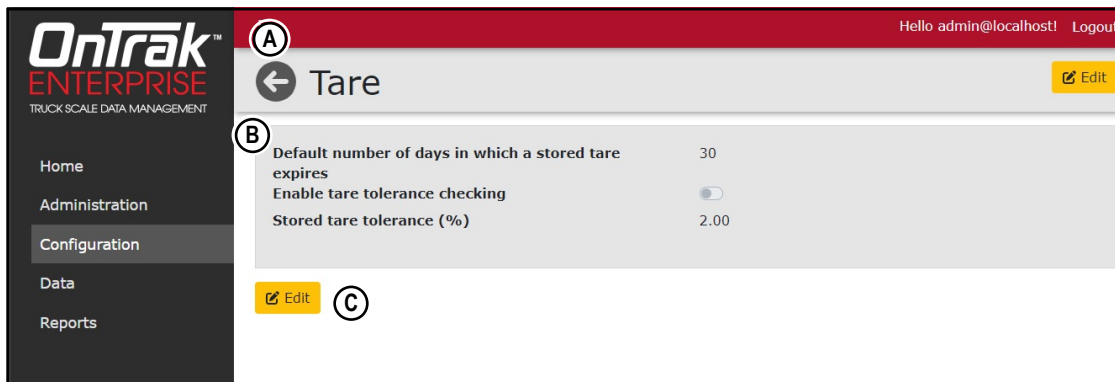 OnTrak™
ENTERPRISE
TRUCK SCALE DATA MANAGEMENT
Home
Administration
Configuration
Data
Reports
Hello admin@localhost! Logout
A
Tare
Edit
B
Default number of days in which a stored tare 30
expires
Enable tare tolerance checking
Stored tare tolerance (%) 2.00
Edit
C